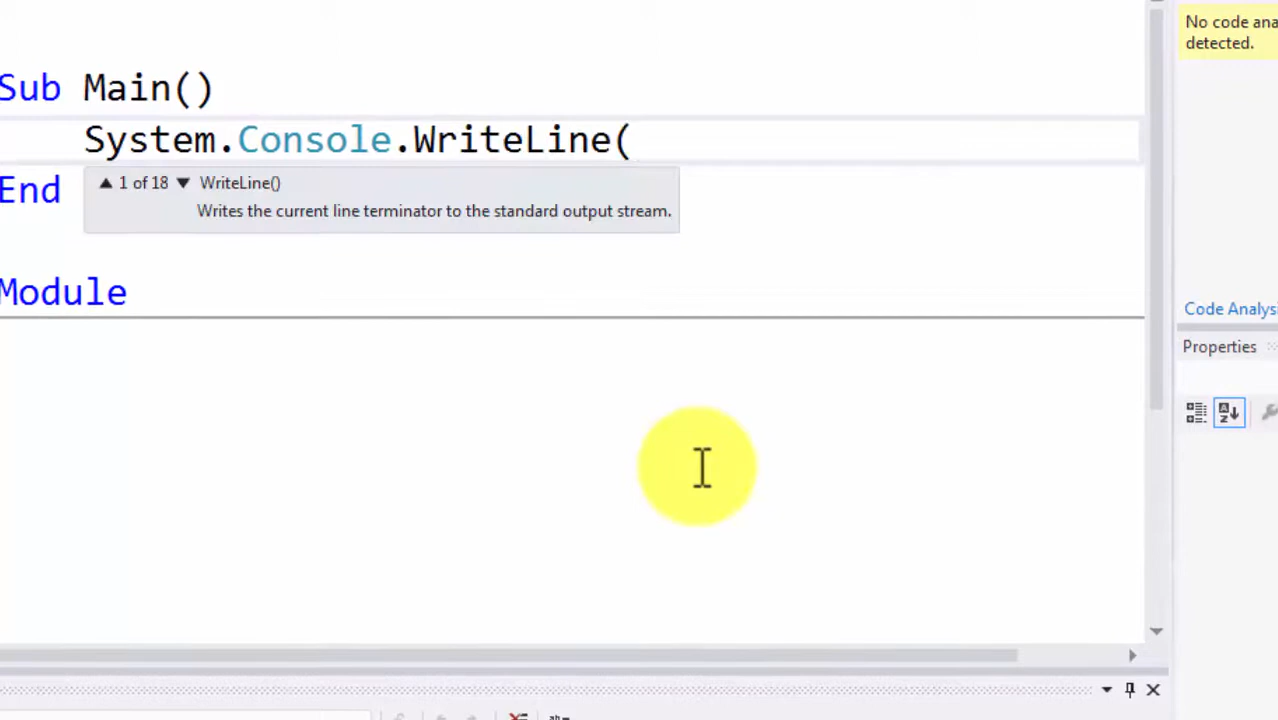 No code ana
detected.
Sub Main()
System.Console.WriteLine(
End
▲ 1 of 18 ▼ WriteLine()
Writes the current line terminator to the standard output stream.
Module
Code Analysi
Properties